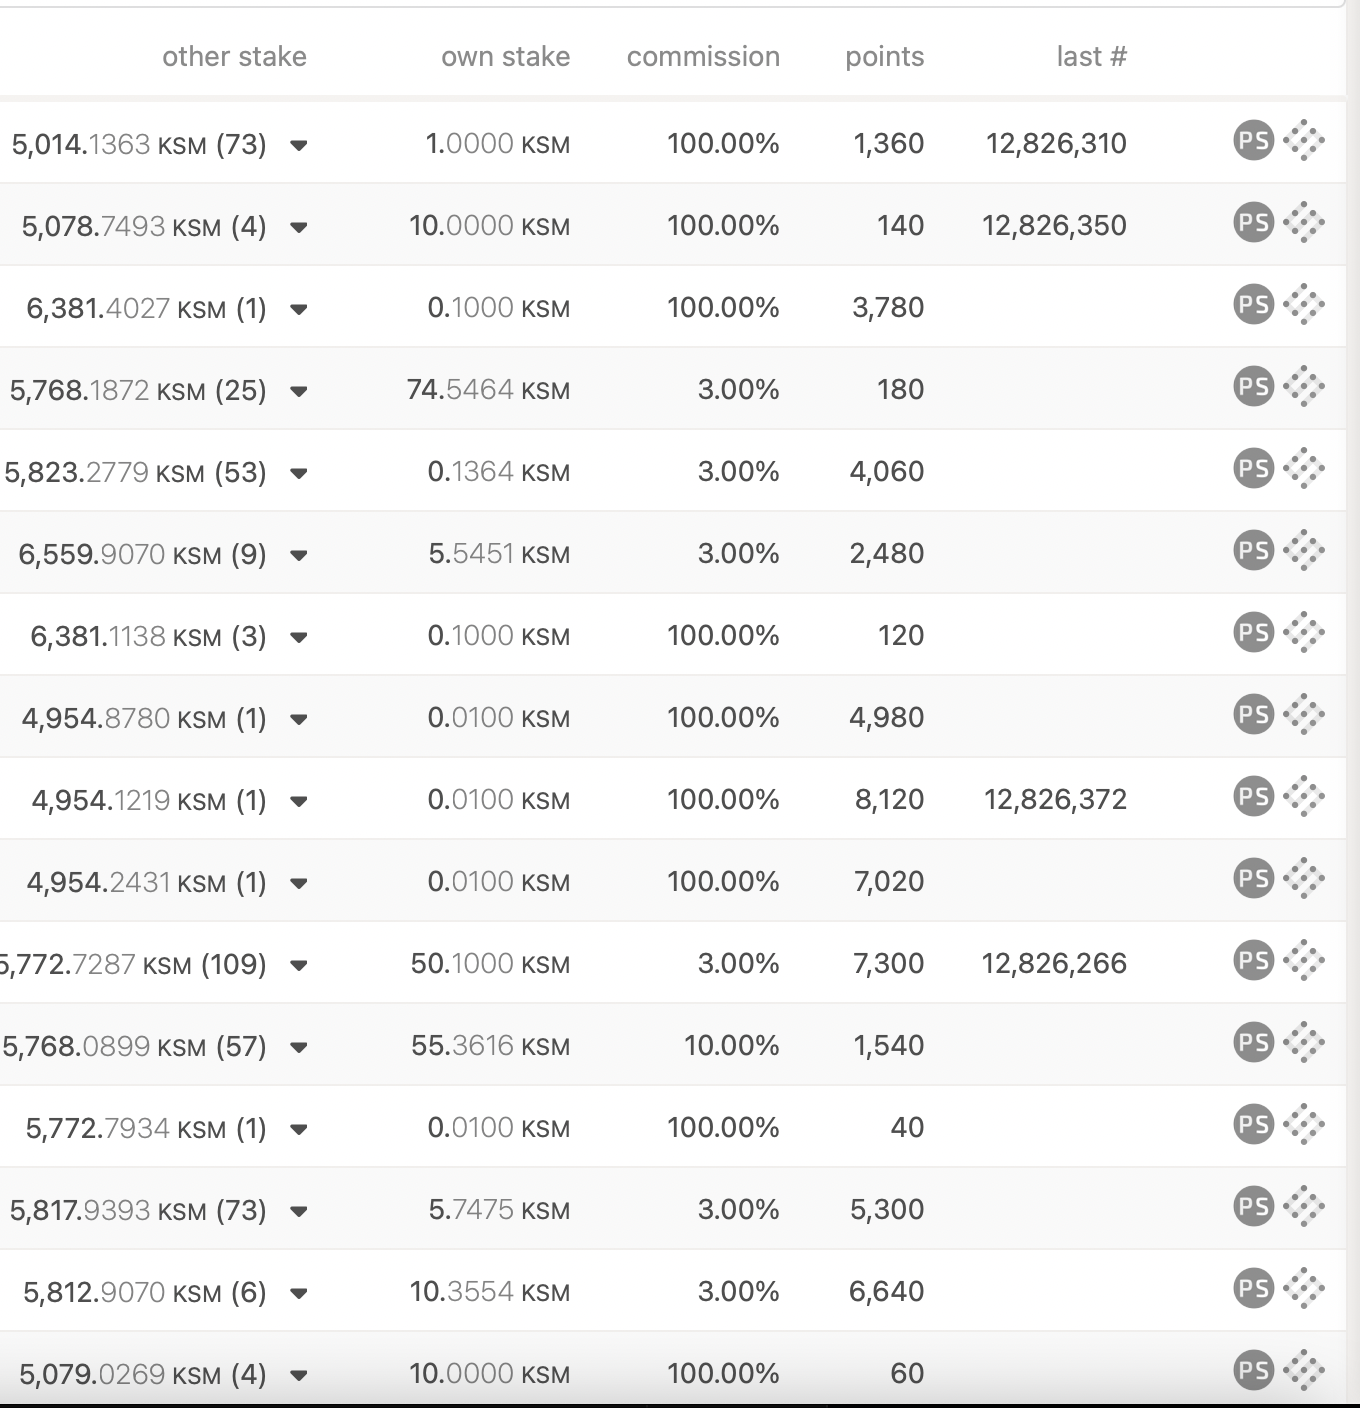 other stake own stake commission points last #
5,014.1363 KSM (73) 1.0000 KSM 100.00% 1,360 12,826,310 PS
5,078.7493 KSM (4) 10.0000 KSM 100.00% 140 12,826,350 PS
6,381.4027 KSM (1) 0.1000 KSM 100.00% 3,780 PS
5,768.1872 KSM (25) 74.5464 KSM 3.00% 180 PS
5,823.2779 KSM (53) 0.1364 KSM 3.00% 4,060 PS
6,559.9070 KSM (9) 5.5451 KSM 3.00% 2,480 PS
6,381.1138 KSM (3) 0.1000 KSM 100.00% 120 PS
4,954.8780 KSM (1) 0.0100 KSM 100.00% 4,980 PS
4,954.1219 KSM (1) 0.0100 KSM 100.00% 8,120 12,826,372 PS
4,954.2431 KSM (1) 0.0100 KSM 100.00% 7,020 PS
5,772.7287 KSM (109) 50.1000 KSM 3.00% 7,300 12,826,266 PS
5,768.0899 KSM (57) 55.3616 KSM 10.00% 1,540 PS
5,772.7934 KSM (1) 0.0100 KSM 100.00% 40 PS
5,817.9393 KSM (73) 5.7475 KSM 3.00% 5,300 PS
5,812.9070 KSM (6) 10.3554 KSM 3.00% 6,640 PS
5,079.0269 KSM (4) 10.0000 KSM 100.00% 60 PS